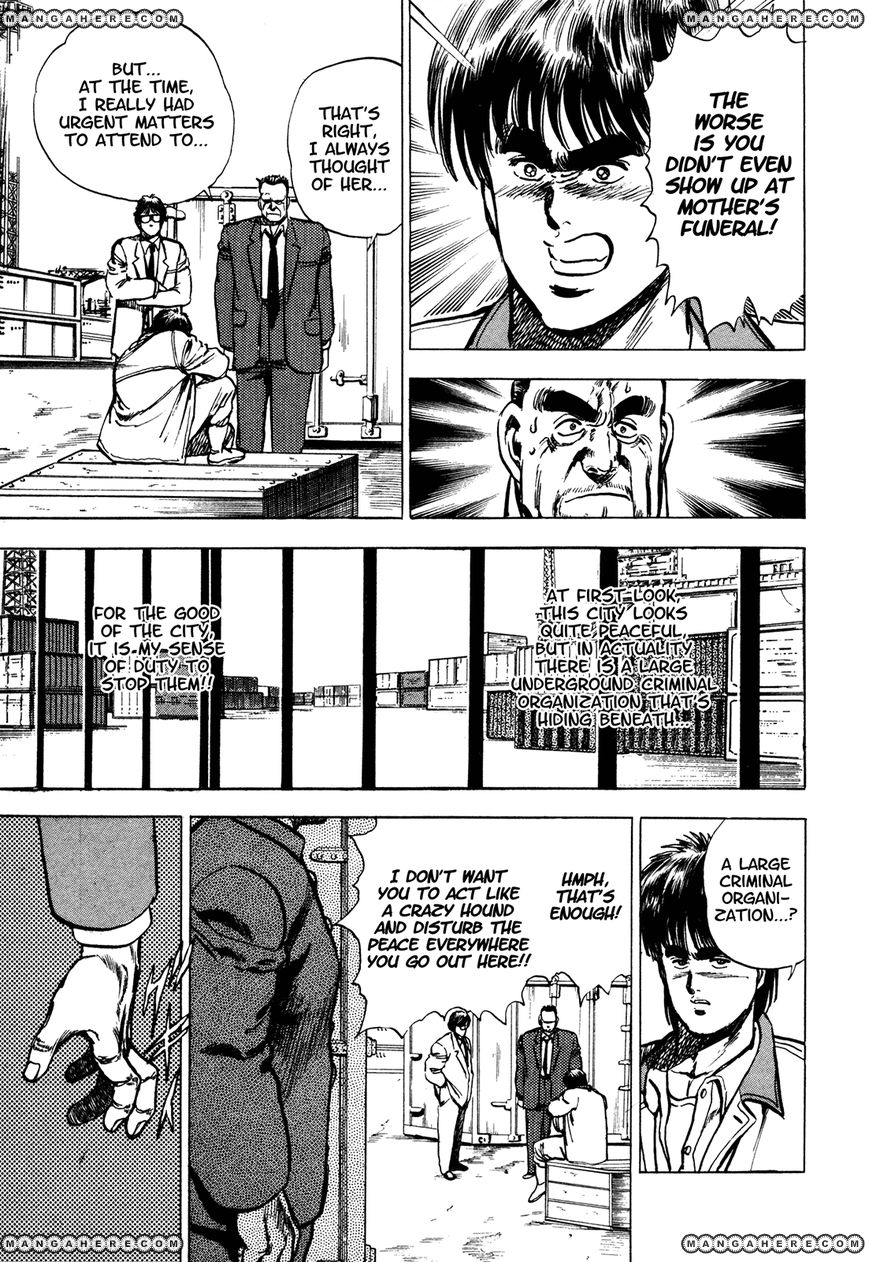 MANGAHERE.COM
MANGAHERE.COM
THE
WORSE
IS YOU
DIDN'T EVEN
SHOW UP AT
MOTHER'S
FUNERAL!
THAT'S
RIGHT,
I ALWAYS
THOUGHT
OF HER...
BUT...
AT THE TIME,
I REALLY HAD
URGENT MATTERS
TO ATTEND TO...
AT FIRST LOOK,
THIS CITY LOOKS
QUITE PEACEFUL,
BUT IN ACTUALITY
THERE IS A LARGE
UNDERGROUND CRIMINAL
ORGANIZATION THAT'S
HIDING BENEATH...
FOR THE GOOD
OF THE CITY,
IT IS MY SENSE
OF DUTY TO
STOP THEM!!
A LARGE
CRIMINAL
ORGANI-
ZATION...?
HMPH,
THAT'S
ENOUGH!
I DON'T WANT
YOU TO ACT LIKE
A CRAZY HOUND
AND DISTURB THE
PEACE EVERYWHERE
YOU GO OUT HERE!!
MANGAHERE.COM
MANGAHERE.COM